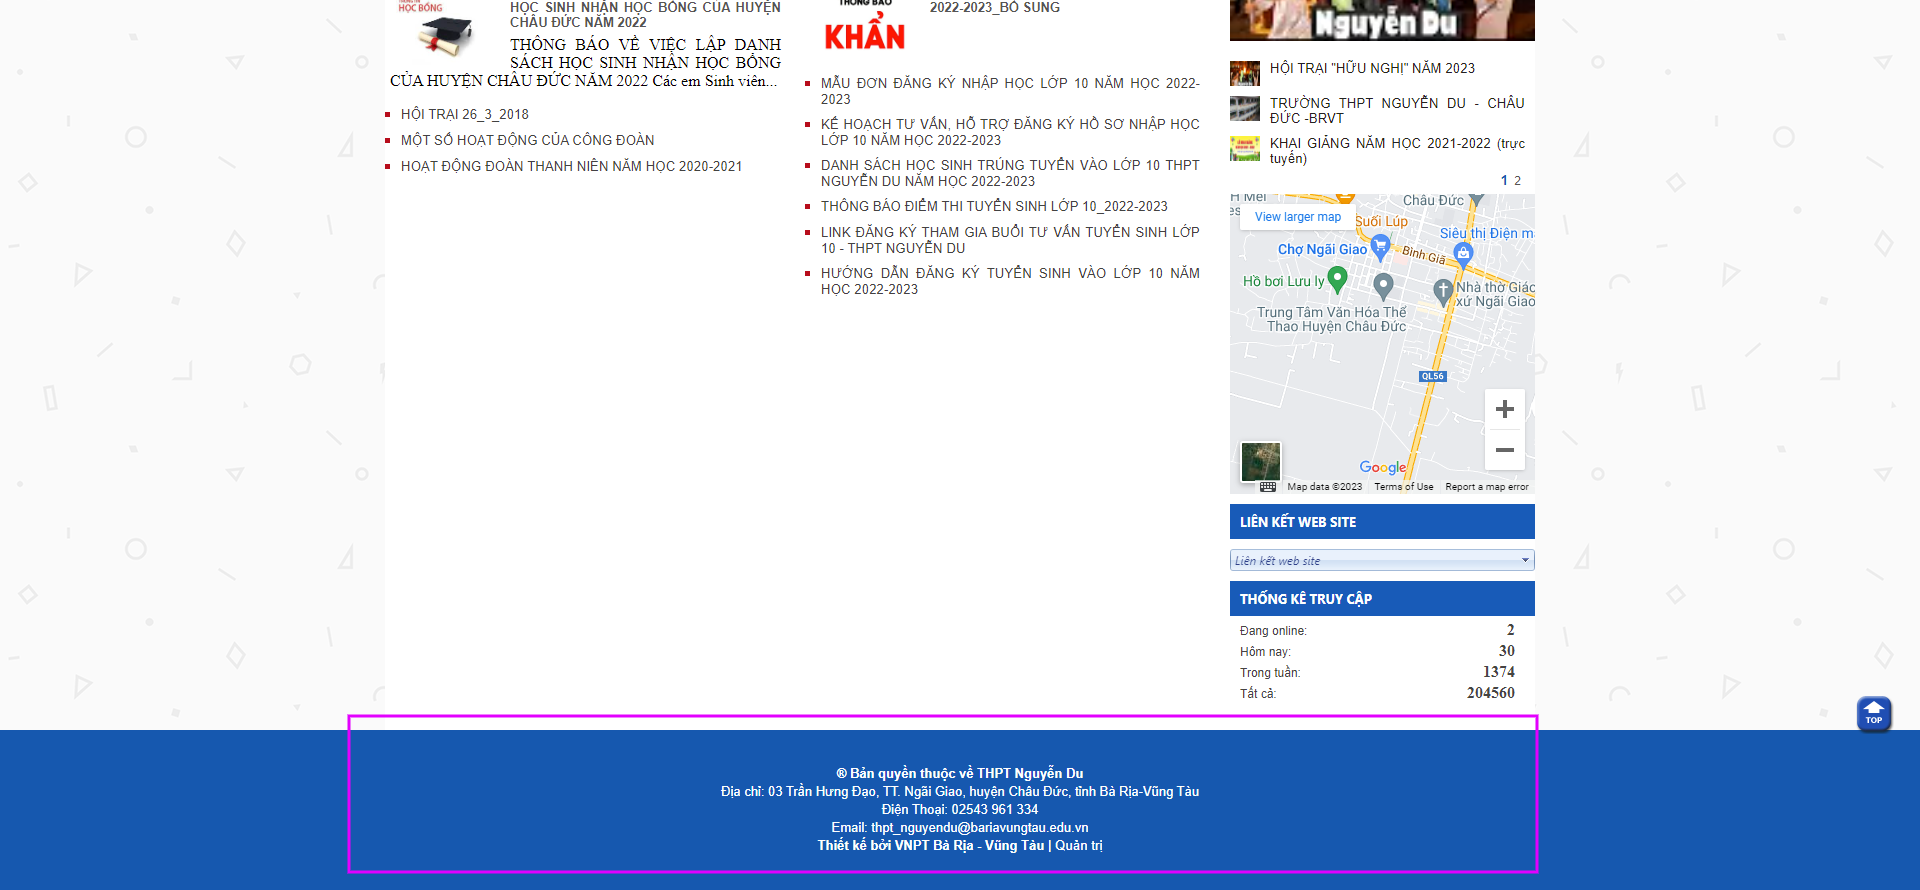 HỌC BỔNG
HỌC SINH NHẬN HỌC BỔNG CỦA HUYỆN
CHÂU ĐỨC NĂM 2022
THÔNG BÁO VỀ VIỆC LẬP DANH
SÁCH HỌC SINH NHẬN HỌC BỔNG
CỦA HUYỆN CHÂU ĐỨC NĂM 2022 Các em Sinh viên...
HỘI TRẠI 26_3_2018
MỘT SỐ HOẠT ĐỘNG CỦA CÔNG ĐOÀN
HOẠT ĐỘNG ĐOÀN THANH NIÊN NĂM HỌC 2020-2021
THÔNG BÁO
KHẨN
2022-2023_BỔ SUNG
MẪU ĐƠN ĐĂNG KÝ NHẬP HỌC LỚP 10 NĂM HỌC 2022-
2023
KẾ HOẠCH TƯ VẤN, HỖ TRỢ ĐĂNG KÝ HỒ SƠ NHẬP HỌC
LỚP 10 NĂM HỌC 2022-2023
DANH SÁCH HỌC SINH TRÚNG TUYỂN VÀO LỚP 10 THPT
NGUYỄN DU NĂM HỌC 2022-2023
THÔNG BÁO ĐIỂM THI TUYỂN SINH LỚP 10_2022-2023
LINK ĐĂNG KÝ THAM GIA BUỔI TƯ VẤN TUYỂN SINH LỚP
10 - THPT NGUYỄN DU
HƯỚNG DẪN ĐĂNG KÝ TUYỂN SINH VÀO LỚP 10 NĂM
HỌC 2022-2023
Nguyễn Du
HỘI TRẠI "HỮU NGHỊ" NĂM 2023
TRƯỜNG THPT NGUYỄN DU - CHÂU
ĐỨC -BRVT
KHAI GIẢNG NĂM HỌC 2021-2022 (trực
tuyến)
1 2
Châu Đức
View larger map
Suối Lúp
Siêu thị Điện m
Chợ Ngãi Giao
Bình Giã
Hồ bơi Lưu ly
Nhà thờ Giáo
xứ Ngãi Giao
Trung Tâm Văn Hóa Thể
Thao Huyện Châu Đức
QL56
Google
Map data ©2023 Terms of Use Report a map error
LIÊN KẾT WEB SITE
Liên kết web site
THỐNG KÊ TRUY CẬP
Đang online: 2
Hôm nay: 30
Trong tuần: 1374
Tất cả: 204560
TOP
® Bản quyền thuộc về THPT Nguyễn Du
Địa chỉ: 03 Trần Hưng Đạo, TT. Ngãi Giao, huyện Châu Đức, tỉnh Bà Rịa-Vũng Tàu
Điện Thoại: 02543 961 334
Email: thpt_nguyendu@bariavungtau.edu.vn
Thiết kế bởi VNPT Bà Rịa - Vũng Tàu | Quản trị